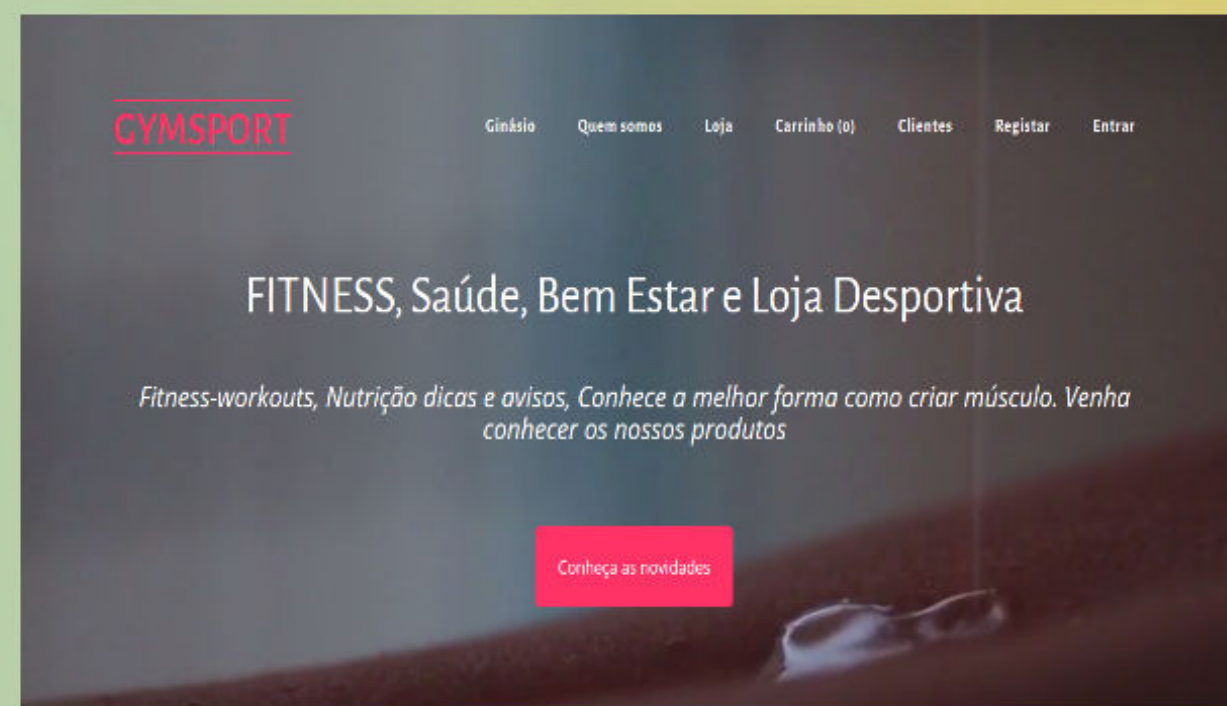 GYMSPORT
Ginásio Quem somos Loja Carrinho (0) Clientes Registar Entrar
FITNESS, Saúde, Bem Estar e Loja Desportiva
Fitness-workouts, Nutrição dicas e avisos, Conhece a melhor forma como criar músculo. Venha
conhecer os nossos produtos
Conheça as novidades